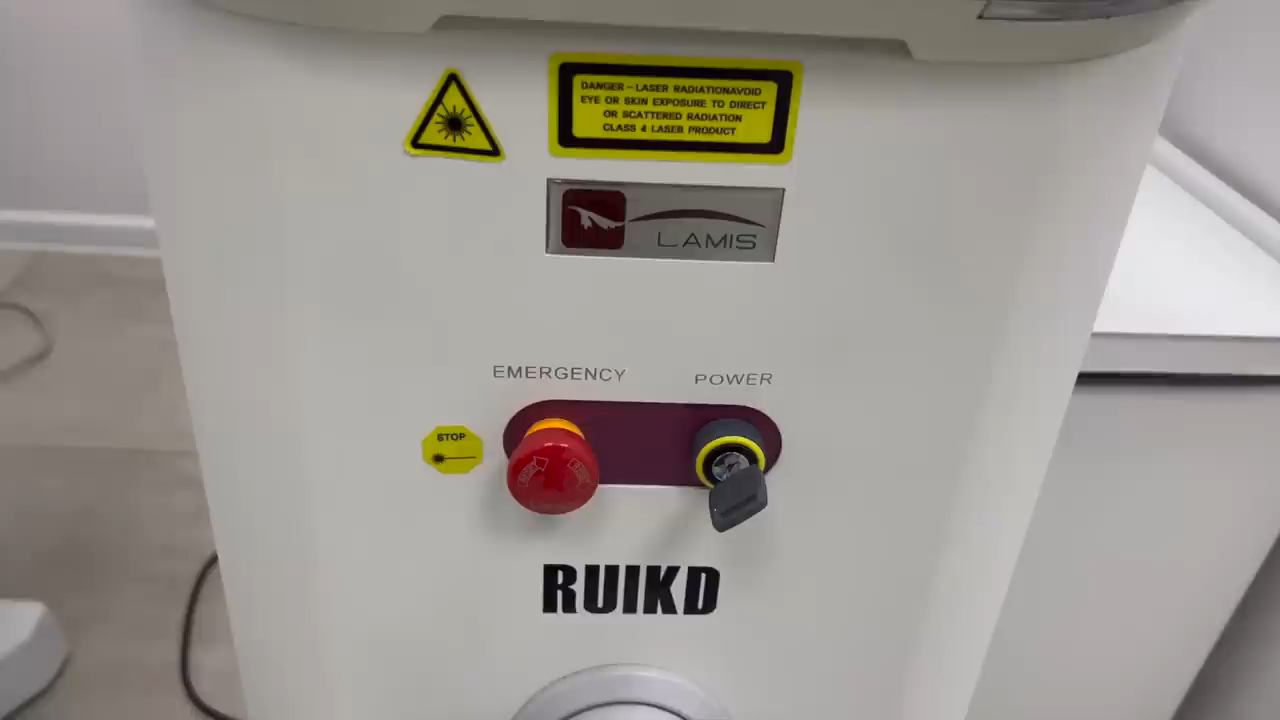 DANGER - LASER RADIATIONAVOID
EYE OR SKIN EXPOSURE TO DIRECT
OR SCATTERED RADIATION
CLASS 4 LASER PRODUCT
LAMIS
EMERGENCY
POWER
STOP
RUIKD